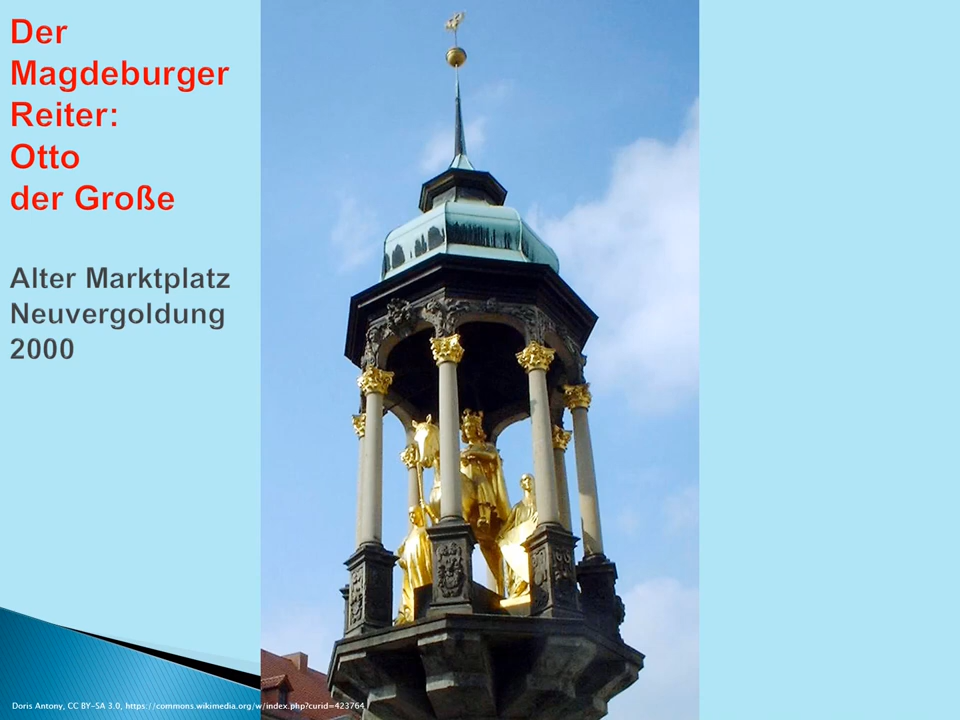 Der
Magdeburger
Reiter:
Otto
der Große
Alter Marktplatz
Neuvergoldung
2000
Doris Antony, CC BY-SA 3.0, https://commons.wikimedia.org/w/index.php?curid=423764